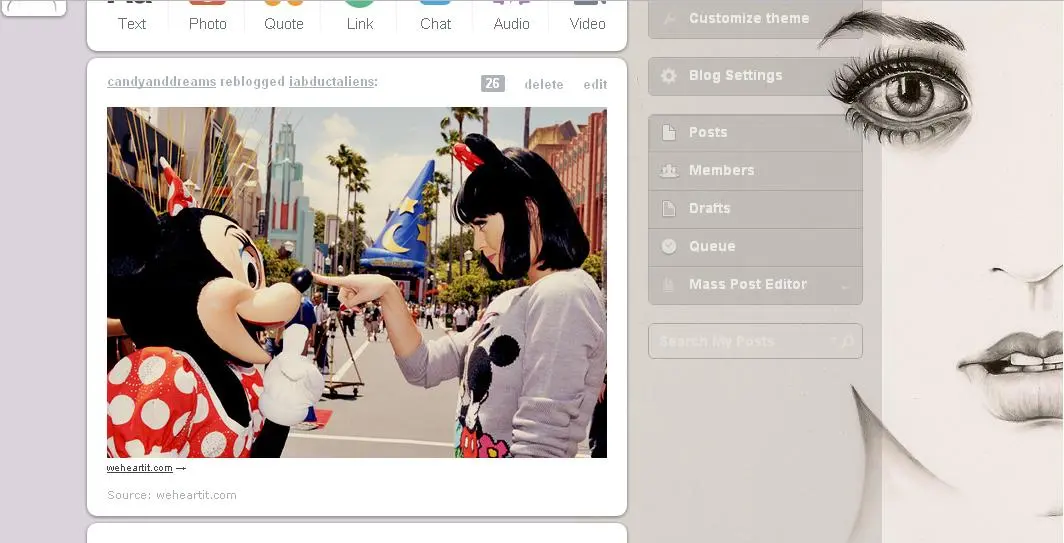 Text Photo Quote Link Chat Audio Video
candyanddreams reblogged iabductaliens:
26 delete edit
weheartit.com →
Source: weheartit.com
Customize theme
Blog Settings
Posts
Members
Drafts
Queue
Mass Post Editor
Search My Posts